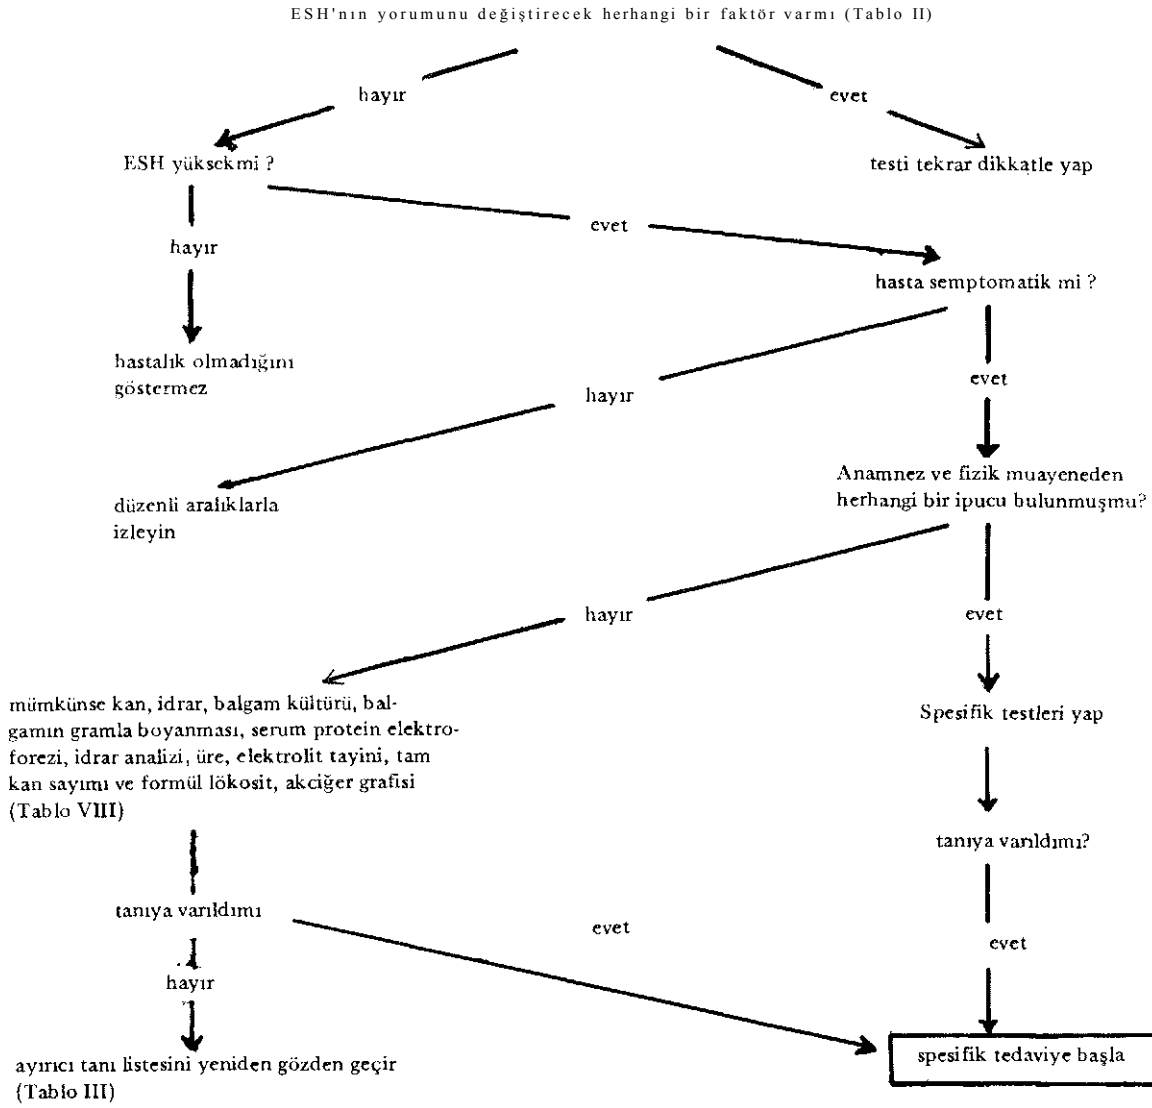 ESH'nın yorumunu değiştirecek herhangi bir faktör varmı (Tablo II)
hayır
evet
ESH yüksekmi ?
testi tekrar dikkatle yap
evet
hayır
hasta semptomatik mi ?
hastalık olmadığını
göstermez
evet
hayır
Anamnez ve fizik muayeneden
herhangi bir ipucu bulunmuşmu?
düzenli aralıklarla
izleyin
hayır
evet
mümkünse kan, idrar, balgam kültürü, bal-
gamın gramla boyanması, serum protein elektro-
forezi, idrar analizi, üre, elektrolit tayini, tam
kan sayımı ve formül lökosit, akciğer grafisi
(Tablo VIII)
Spesifik testleri yap
tanıya varıldımı?
tanıya varıldımı
evet
evet
hayır
ayırıcı tanı listesini yeniden gözden geçir
(Tablo III)
spesifik tedaviye başla